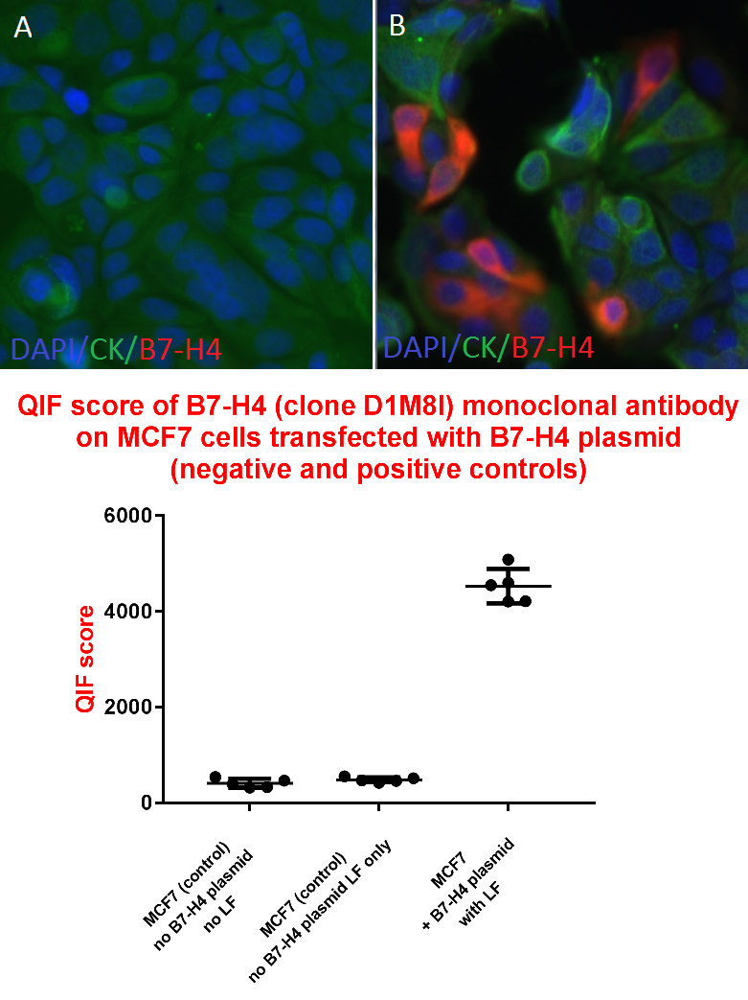 A
B
DAPI/CK/B7-H4
DAPI/CK/B7-H4
QIF score of B7-H4 (clone D1M8I) monoclonal antibody
on MCF7 cells transfected with B7-H4 plasmid
(negative and positive controls)
QIF score
6000
4000
2000
0
MCF7 (control)
no B7-H4 plasmid
no LF
MCF7 (control)
no B7-H4 plasmid LF only
MCF7
+ B7-H4 plasmid
with LF